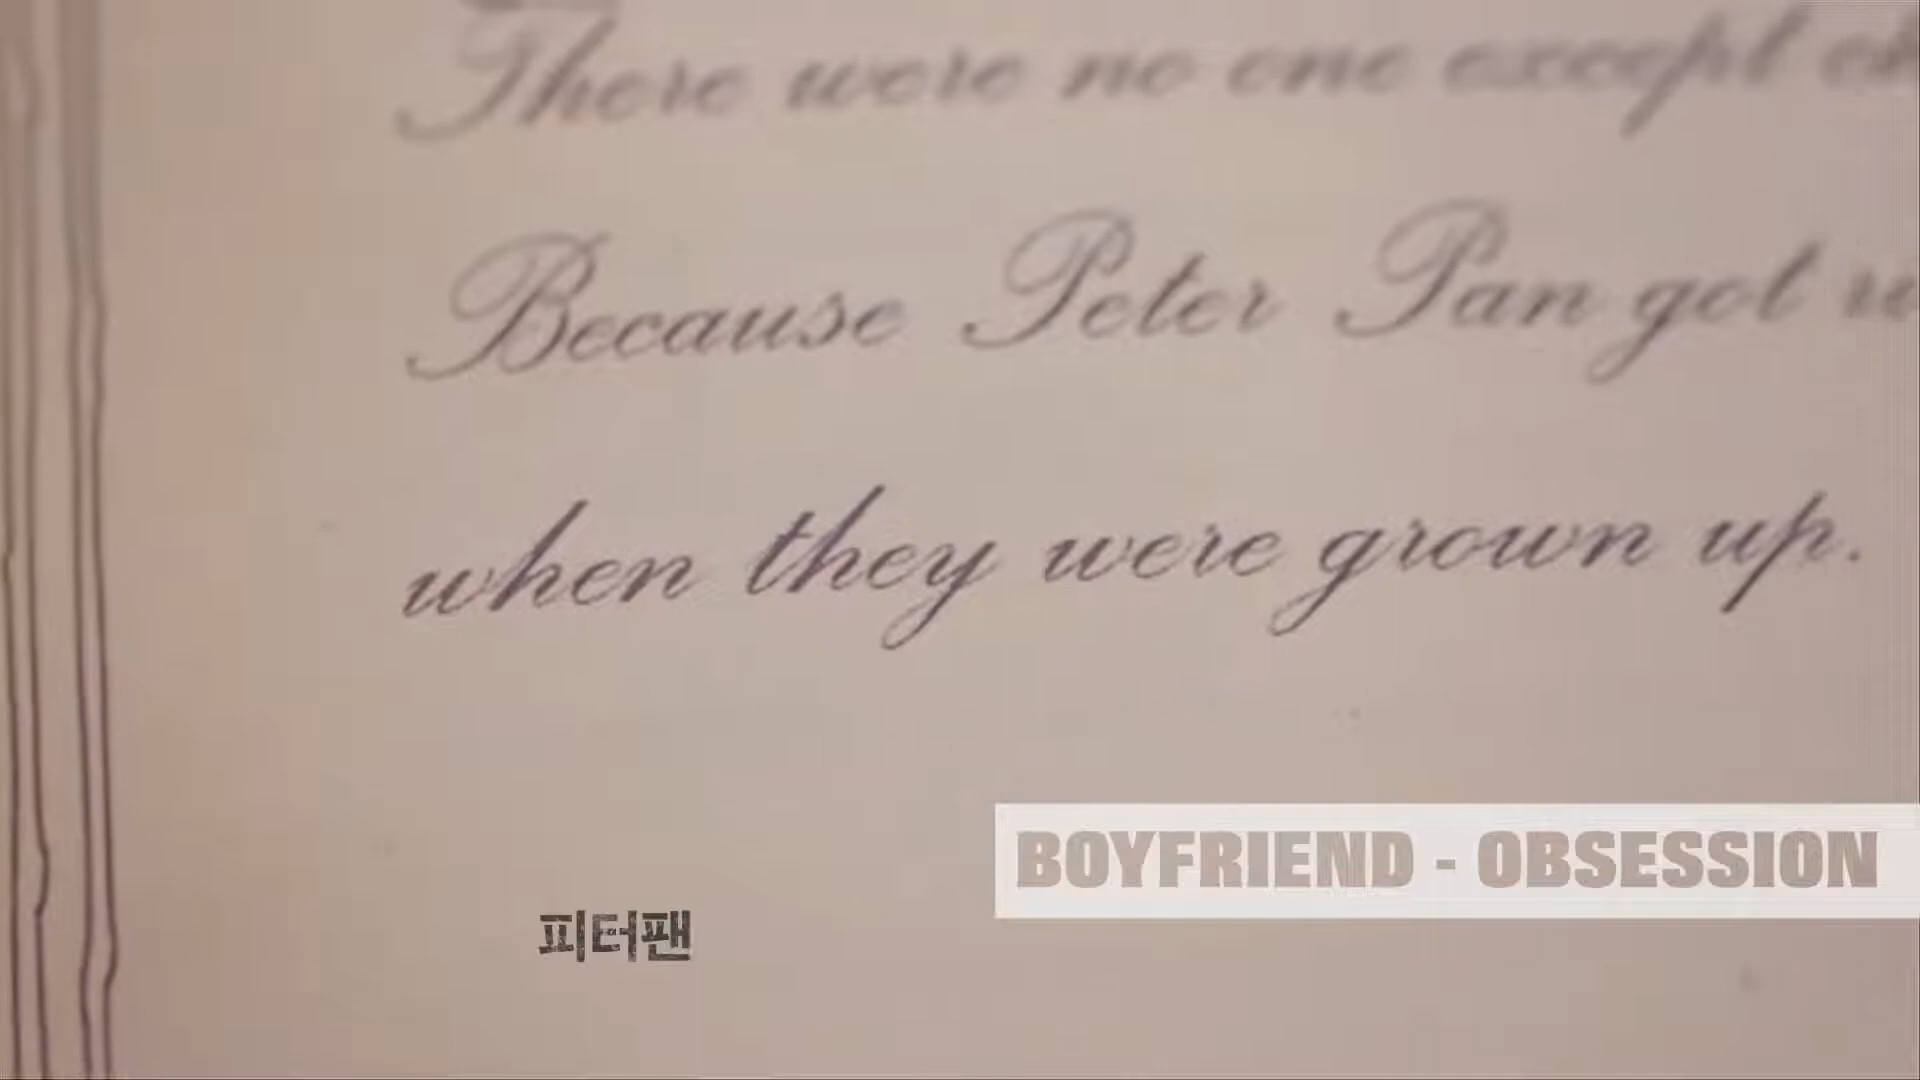 There were no one except
Because Peter Pan got
when they were grown up.
BOYFRIEND - OBSESSION
피터팬